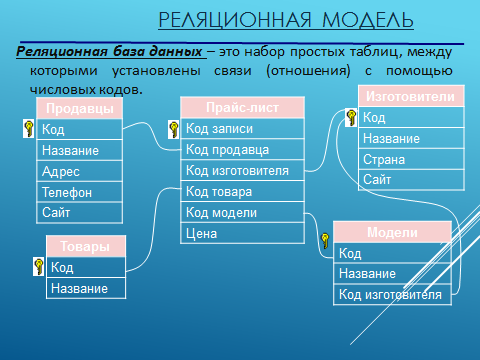 РЕЛЯЦИОННАЯ МОДЕЛЬ
Реляционная база данных – это набор простых таблиц, между
которыми установлены связи (отношения) с помощью
числовых кодов.
Продавцы
Код
Название
Адрес
Телефон
Сайт
Прайс-лист
Код записи
Код продавца
Код изготовителя
Код товара
Код модели
Цена
Изготовители
Код
Название
Страна
Сайт
Товары
Код
Название
Модели
Код
Название
Код изготовителя